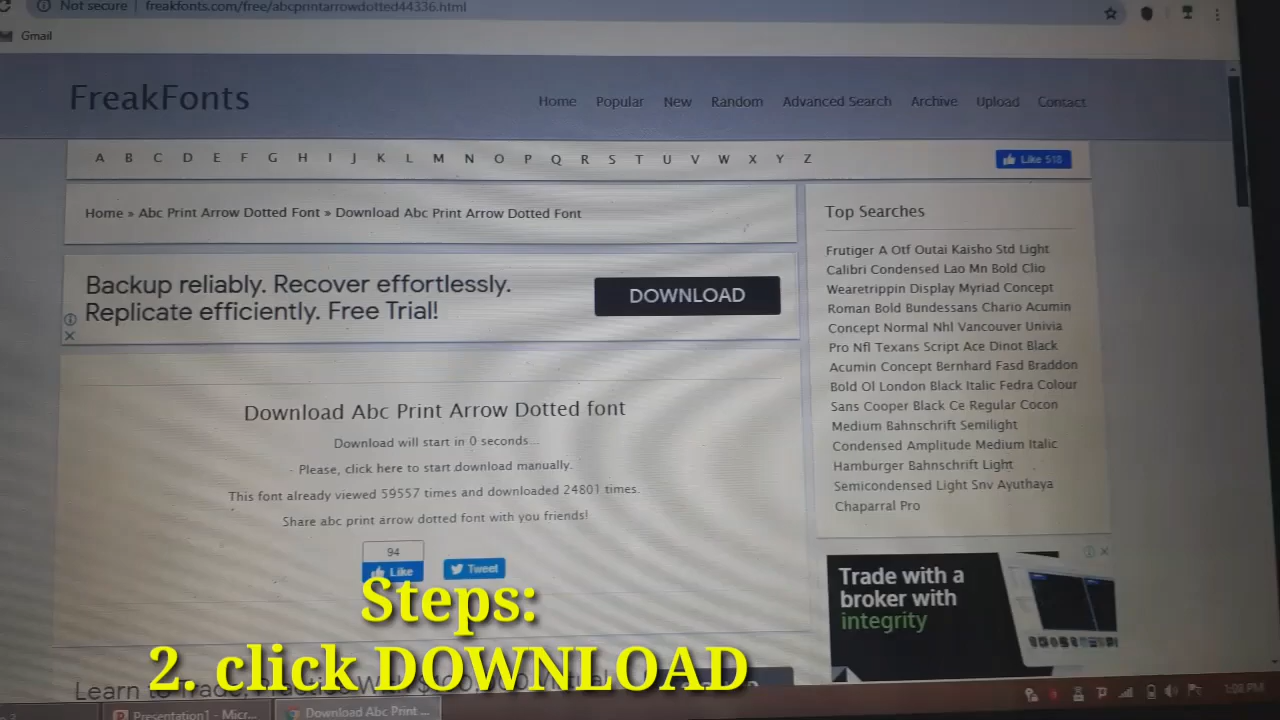 Not secure | freakfonts.com/free/abcprintarrowdotted44336.html
Gmail
FreakFonts
Home Popular New Random Advanced Search Archive Upload Contact
A B C D E F G H I J K L M N O P Q R S T U V W X Y Z
Like 518
Home » Abc Print Arrow Dotted Font » Download Abc Print Arrow Dotted Font
Backup reliably. Recover effortlessly.
Replicate efficiently. Free Trial!
DOWNLOAD
Download Abc Print Arrow Dotted font
Download will start in 0 seconds...
- Please, click here to start download manually.
This font already viewed 59557 times and downloaded 24801 times.
Share abc print arrow dotted font with you friends!
94
Like
Tweet
Top Searches
Frutiger A Otf Outai Kaisho Std Light
Calibri Condensed Lao Mn Bold Clio
Wearetrippin Display Myriad Concept
Roman Bold Bundessans Chario Acumin
Concept Normal Nhl Vancouver Univia
Pro Nfl Texans Script Ace Dinot Black
Acumin Concept Bernhard Fasd Braddon
Bold Ol London Black Italic Fedra Colour
Sans Cooper Black Ce Regular Cocon
Medium Bahnschrift Semilight
Condensed Amplitude Medium Italic
Hamburger Bahnschrift Light
Semicondensed Light Snv Ayuthaya
Chaparral Pro
Trade with a
broker with
integrity
Steps:
2. click DOWNLOAD
Learn to Trade,
Presentation1 - Micr...
Download Abc Print ...
1:08 PM